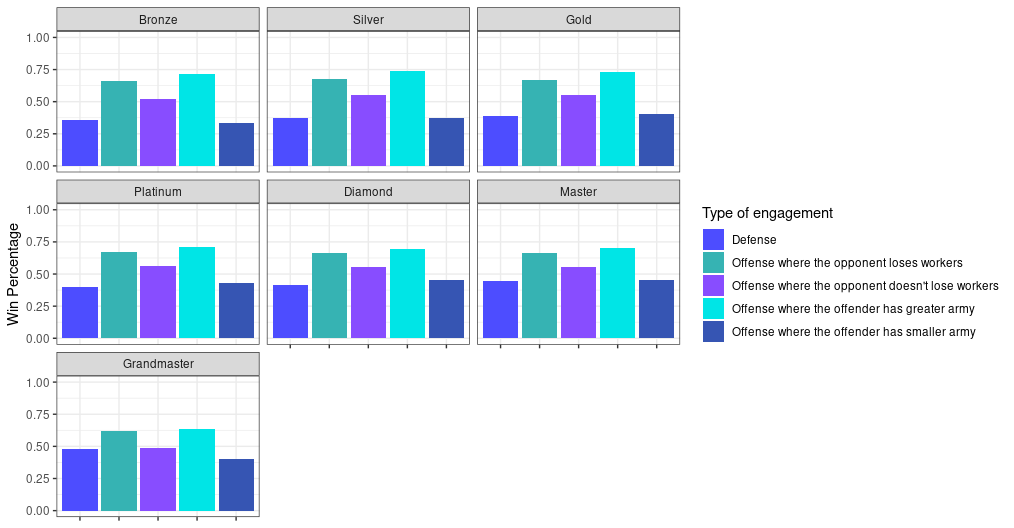 Bronze
Silver
Gold
1.00
0.75
0.50
0.25
0.00
Platinum
Diamond
Master
1.00
0.75
0.50
0.25
0.00
Grandmaster
1.00
0.75
0.50
0.25
0.00
Win Percentage
Type of engagement
Defense
Offense where the opponent loses workers
Offense where the opponent doesn't lose workers
Offense where the offender has greater army
Offense where the offender has smaller army